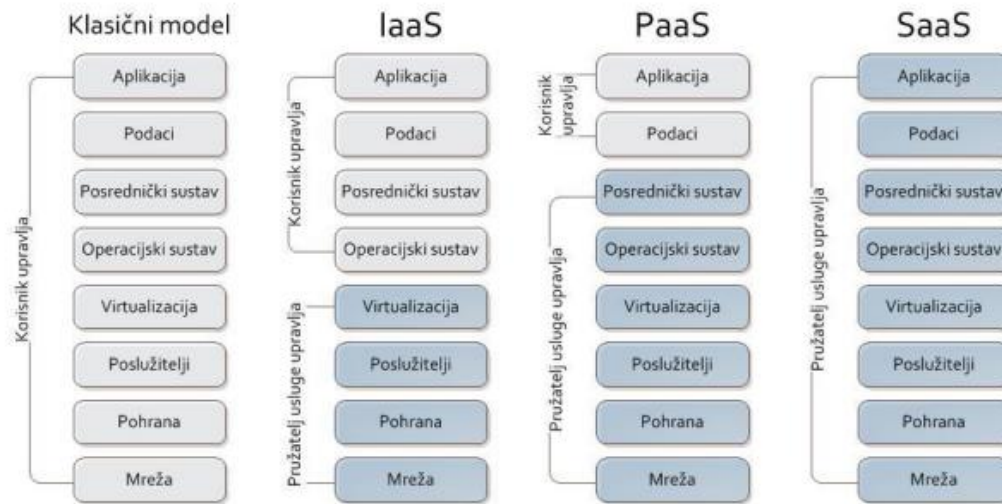 Klasični model
Korisnik upravlja
Aplikacija
Podaci
Posrednički sustav
Operacijski sustav
Virtualizacija
Poslužitelji
Pohrana
Mreža
IaaS
Korisnik upravlja
Aplikacija
Podaci
Posrednički sustav
Operacijski sustav
Pružatelj usluge upravlja
Virtualizacija
Poslužitelji
Pohrana
Mreža
PaaS
Korisnik
upravlja
Aplikacija
Podaci
Pružatelj usluge upravlja
Posrednički sustav
Operacijski sustav
Virtualizacija
Poslužitelji
Pohrana
Mreža
SaaS
Pružatelj usluge upravlja
Aplikacija
Podaci
Posrednički sustav
Operacijski sustav
Virtualizacija
Poslužitelji
Pohrana
Mreža